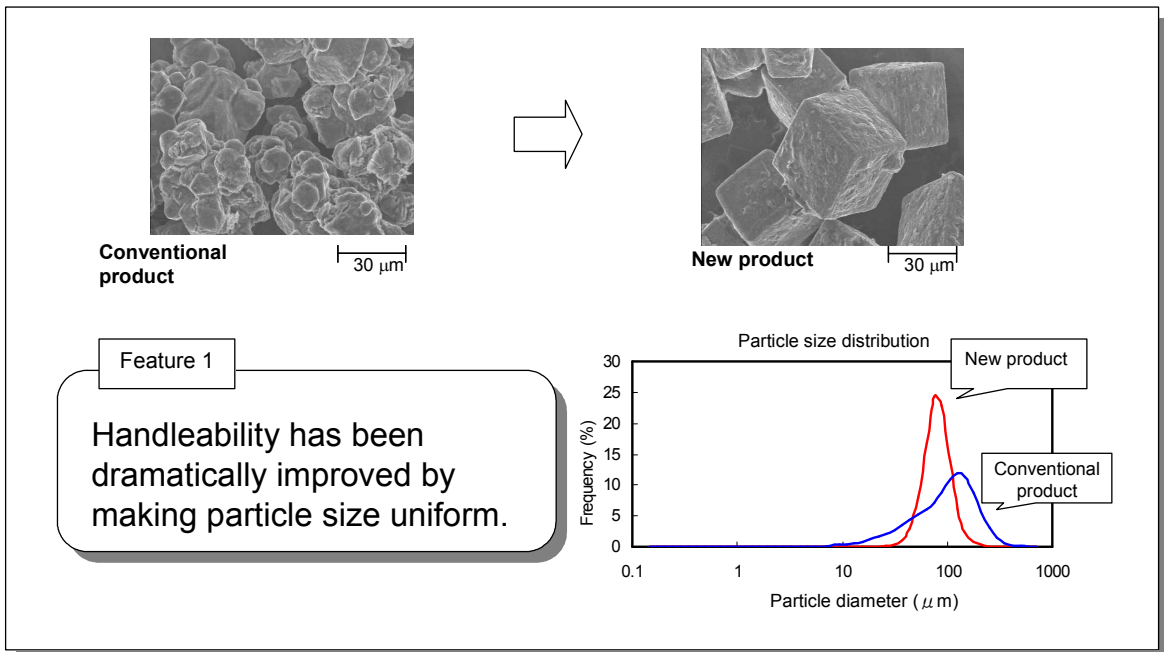 Conventional
product
30 μm
New product
30 μm
Feature 1
Handleability has been
dramatically improved by
making particle size uniform.
Particle size distribution
New product
Conventional
product
Frequency (%)
30
25
20
15
10
5
0
0.1 1 10 100 1000
Particle diameter ( μ m)